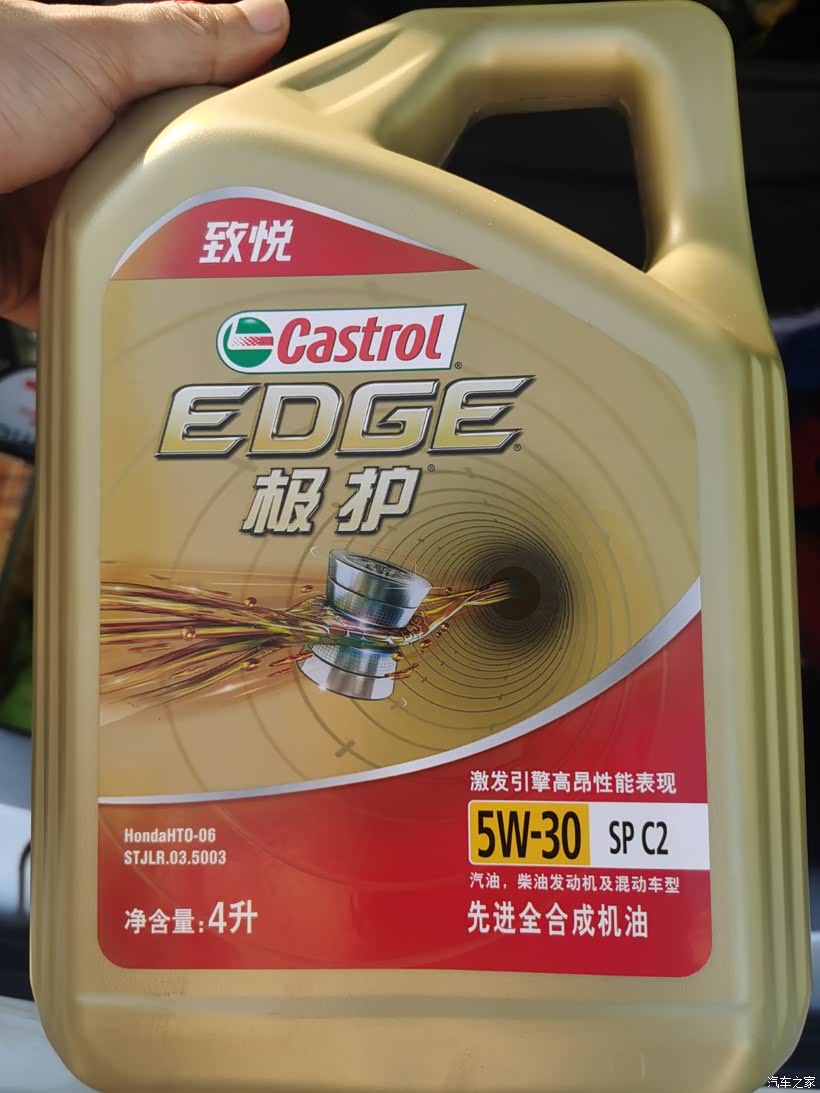 致悦
Castrol
EDGE
极护
激发引擎高昂性能表现
5W-30 SP C2
汽油，柴油发动机及混动车型
先进全合成机油
HondaHTO-06
STJLR.03.5003
净含量:4升
汽车之家